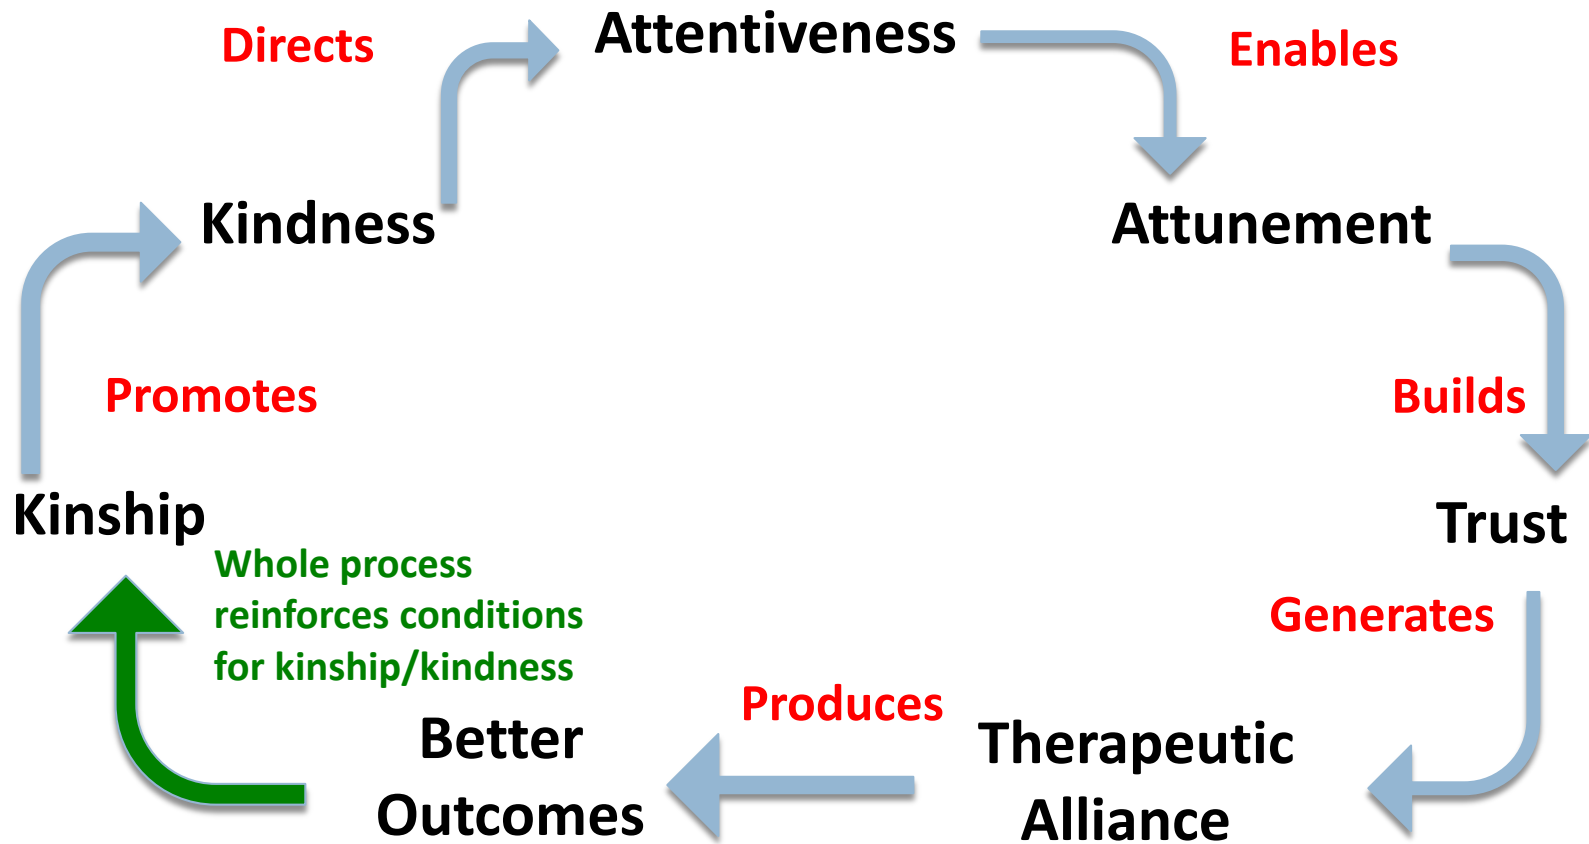 Directs
Attentiveness
Enables
Kindness
Attunement
Promotes
Builds
Kinship
Trust
Whole process
reinforces conditions
for kinship/kindness
Generates
Produces
Better
Outcomes
Therapeutic
Alliance